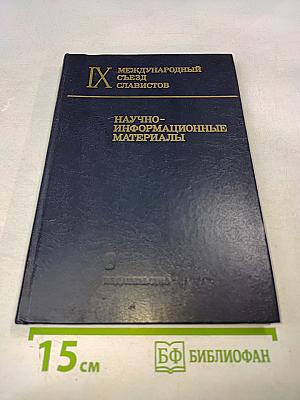 IX МЕЖДУНАРОДНЫЙ
СЪЕЗД
СЛАВИСТОВ
НАУЧНО-
ИНФОРМАЦИОННЫЕ
МАТЕРИАЛЫ
15 см
БФ БИБЛИОФАН